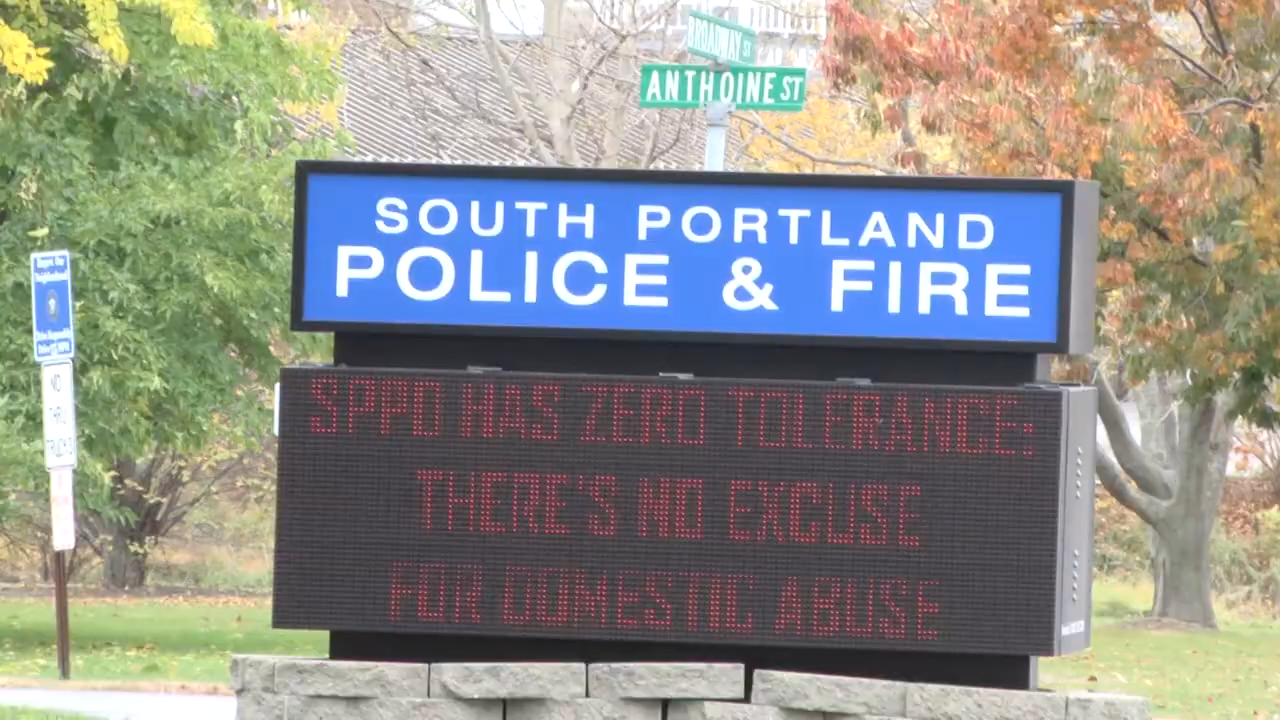 BROADWAY ST
ANTHOINE ST
SOUTH PORTLAND
POLICE & FIRE
SPPD HAS ZERO TOLERANCE:
THERE'S NO EXCUSE
FOR DOMESTIC ABUSE
NO
THRU
TRUCKS